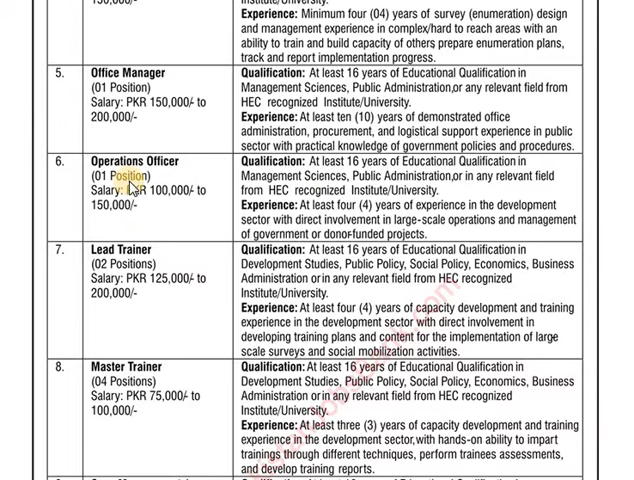 150,000/-
Institute/University.
Experience: Minimum four (04) years of survey (enumeration) design
and management experience in complex/hard to reach areas with an
ability to train and build capacity of others prepare enumeration plans,
track and report implementation progress.
5.
Office Manager
(01 Position)
Salary: PKR 150,000/- to
200,000/-
Qualification: At least 16 years of Educational Qualification in
Management Sciences, Public Administration,or any relevant field from
HEC recognized Institute/University.
Experience: At least ten (10) years of demonstrated office
administration, procurement, and logistical support experience in public
sector with practical knowledge of government policies and procedures.
6.
Operations Officer
(01 Position)
Salary: PKR 100,000/- to
150,000/-
Qualification: At least 16 years of Educational Qualification in
Management Sciences, Public Administration,or in any relevant field
from HEC recognized Institute/University.
Experience: At least four (4) years of experience in the development
sector with direct involvement in large-scale operations and management
of government or donor-funded projects.
7.
Lead Trainer
(02 Positions)
Salary: PKR 125,000/- to
200,000/-
Qualification: At least 16 years of Educational Qualification in
Development Studies, Public Policy, Social Policy, Economics, Business
Administration or in any relevant field from HEC recognized
Institute/University.
Experience: At least four (4) years of capacity development and training
experience in the development sector with direct involvement in
developing training plans and content for the implementation of large
scale surveys and social mobilization activities.
8.
Master Trainer
(04 Positions)
Salary: PKR 75,000/- to
100,000/-
Qualification: At least 16 years of Educational Qualification in
Development Studies, Public Policy, Social Policy, Economics, Business
Administration or in any relevant field from HEC recognized
Institute/University.
Experience: At least three (3) years of capacity development and training
experience in the development sector,with hands-on ability to impart
trainings through different techniques, perform trainees assessments,
and develop training reports.